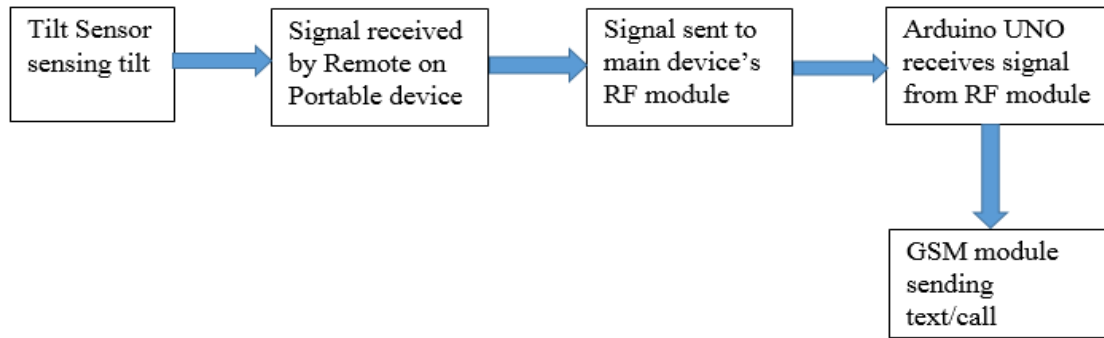 Tilt Sensor
sensing tilt
Signal received
by Remote on
Portable device
Signal sent to
main device's
RF module
Arduino UNO
receives signal
from RF module
GSM module
sending
text/call